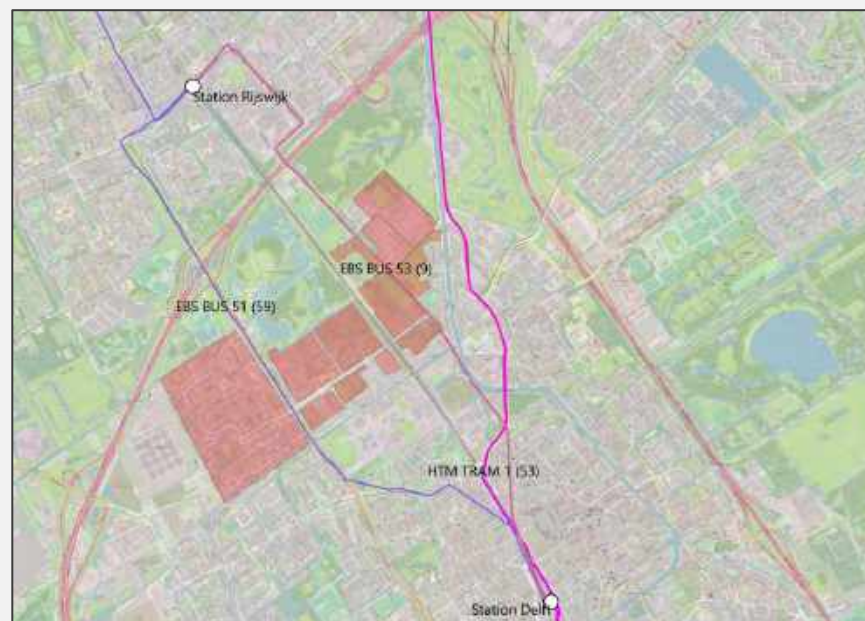 Station Rijswijk
EBS BUS 53 (9)
EBS BUS 51 (59)
HTM TRAM 1 (53)
Station Delft